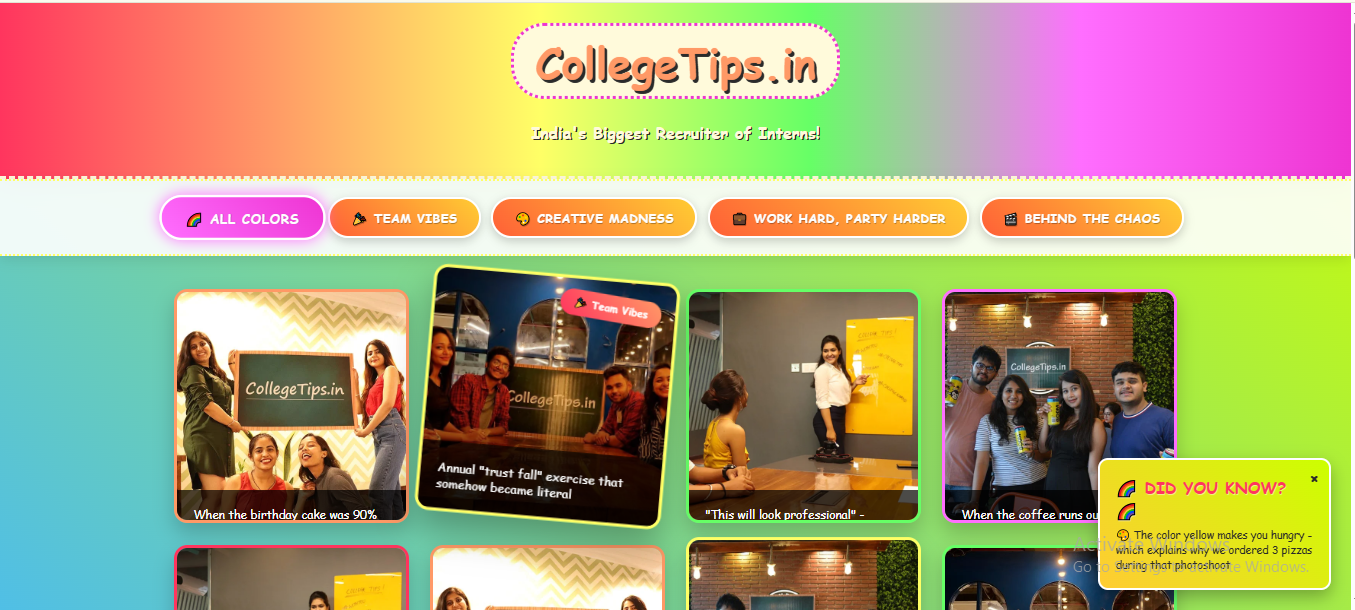 CollegeTips.in
India's Biggest Recruiter of Interns!
🌈 ALL COLORS
🎉 TEAM VIBES
🎨 CREATIVE MADNESS
💼 WORK HARD, PARTY HARDER
🎬 BEHIND THE CHAOS
CollegeTips.in
When the birthday cake was 90%
🎉 Team Vibes
CollegeTips.in
Annual "trust fall" exercise that
somehow became literal
COLLEGE TIPS
"This will look professional" -
CollegeTips.in
When the coffee runs ou
🌈 DID YOU KNOW?
🌈
The color yellow makes you hungry -
which explains why we ordered 3 pizzas
during that photoshoot
Activate Windows
Go to Settings to activate Windows.
COLLEGE TIPS